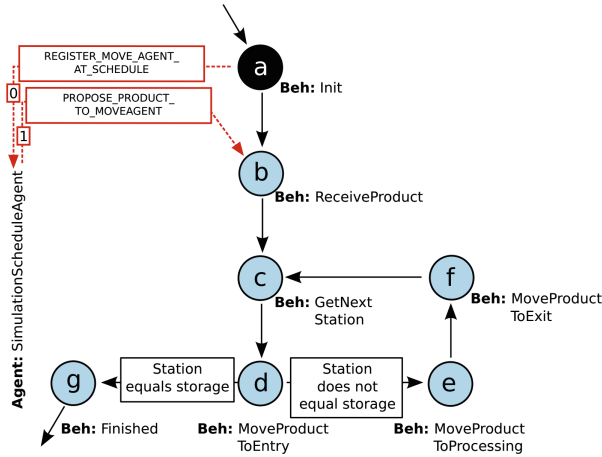 REGISTER_MOVE_AGENT_
AT_SCHEDULE
a
Beh: Init
0
PROPOSE_PRODUCT_
TO_MOVEAGENT
1
b
Beh: ReceiveProduct
Agent: SimulationScheduleAgent
c
Beh: GetNext
Station
f
Beh: MoveProduct
ToExit
g
Station
equals storage
d
Station
does not
equal storage
e
Beh: Finished
Beh: MoveProduct
ToEntry
Beh: MoveProduct
ToProcessing